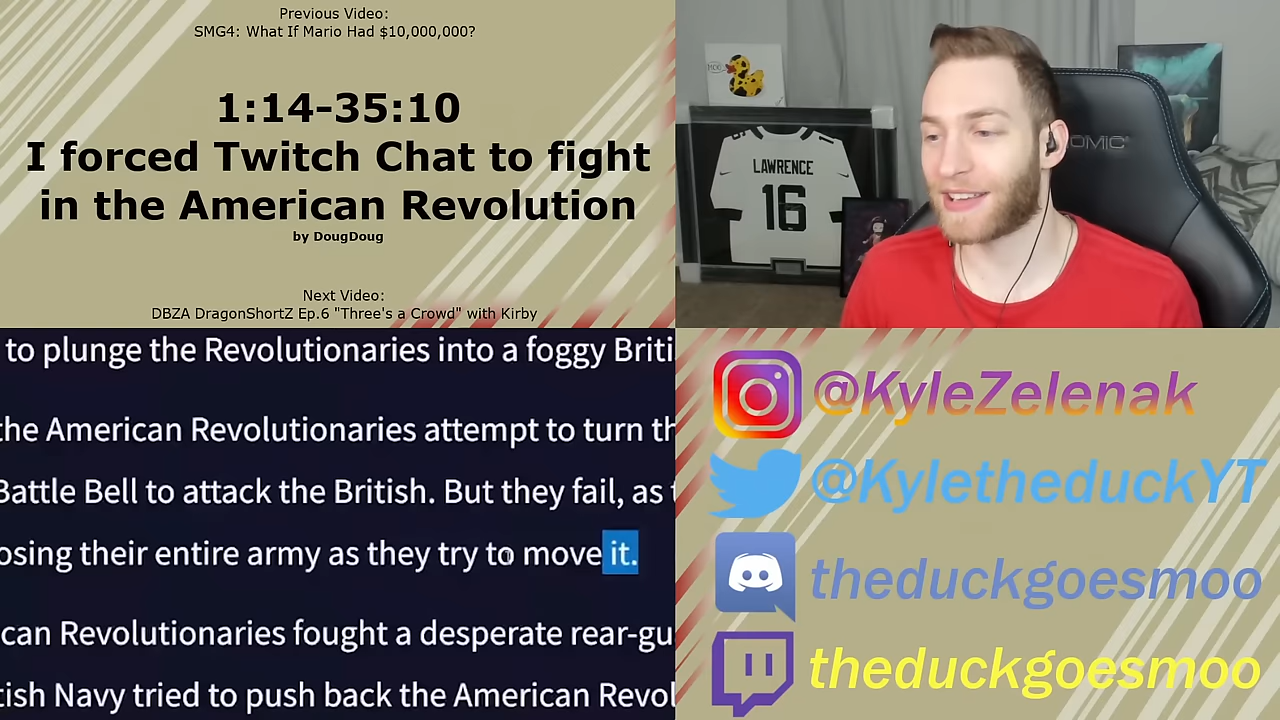 Previous Video:
SMG4: What If Mario Had $10,000,000?
1:14-35:10
I forced Twitch Chat to fight
in the American Revolution
by DougDoug
Next Video:
DBZA DragonShortZ Ep.6 "Three's a Crowd" with Kirby
LAWRENCE
16
OMIC
to plunge the Revolutionaries into a foggy Briti
the American Revolutionaries attempt to turn th
Battle Bell to attack the British. But they fail, as t
osing their entire army as they try to move it.
can Revolutionaries fought a desperate rear-gu
tish Navy tried to push back the American Revol
@KyleZelenak
@KyletheduckYT
theduckgoesmoo
theduckgoesmoo